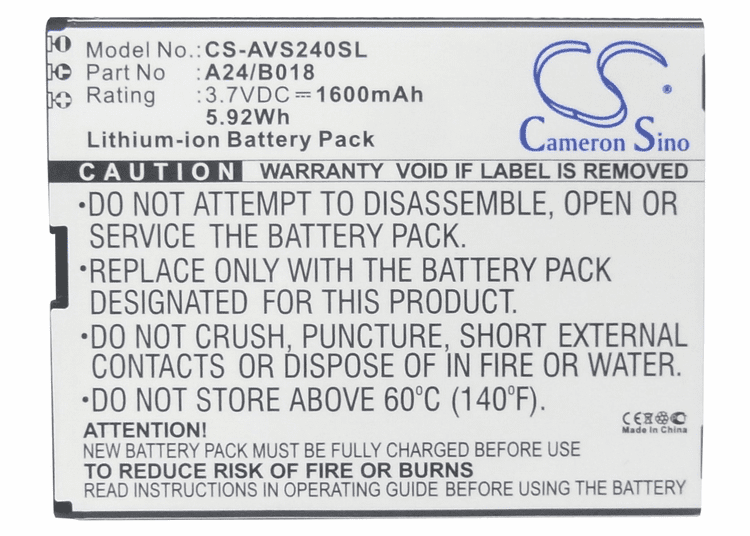 Model No.: CS-AVS240SL
Part No. : A24/B018
Rating : 3.7VDC 1600mAh
5.92Wh
Lithium-ion Battery Pack
CS
Cameron Sino
CAUTION WARRANTY VOID IF LABEL IS REMOVED
•DO NOT ATTEMPT TO DISASSEMBLE, OPEN OR
SERVICE THE BATTERY PACK.
•REPLACE ONLY WITH THE BATTERY PACK
DESIGNATED FOR THIS PRODUCT.
•DO NOT CRUSH, PUNCTURE, SHORT EXTERNAL
CONTACTS OR DISPOSE OF IN FIRE OR WATER.
•DO NOT STORE ABOVE 60°C (140°F).
CE
Made In China
ATTENTION!
NEW BATTERY PACK MUST BE FULLY CHARGED BEFORE USE
TO REDUCE RISK OF FIRE OR BURNS
READ INSTRUCTIONS IN OPERATING GUIDE BEFORE USING THE BATTERY